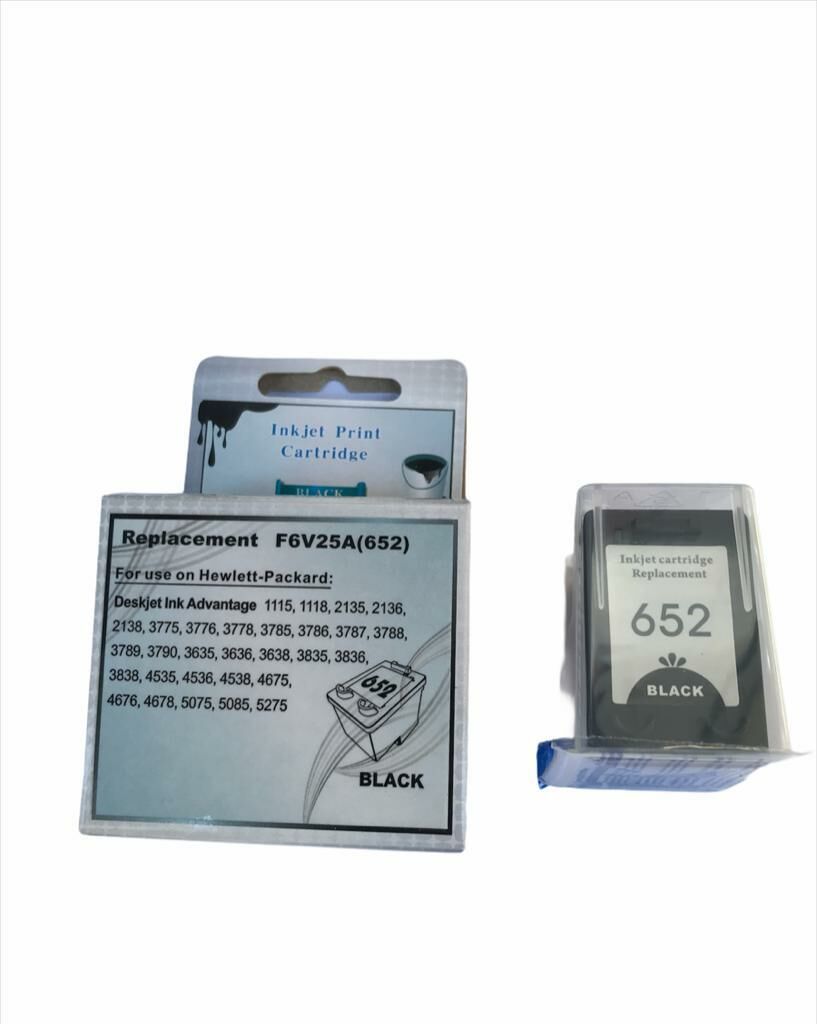 Inkjet Print
Cartridge
BLACK
Replacement F6V25A(652)
For use on Hewlett-Packard:
Deskjet Ink Advantage 1115, 1118, 2135, 2136,
2138, 3775, 3776, 3778, 3785, 3786, 3787, 3788,
3789, 3790, 3635, 3636, 3638, 3835, 3836,
3838, 4535, 4536, 4538, 4675,
4676, 4678, 5075, 5085, 5275
652
BLACK
Inkjet cartridge
Replacement
652
BLACK